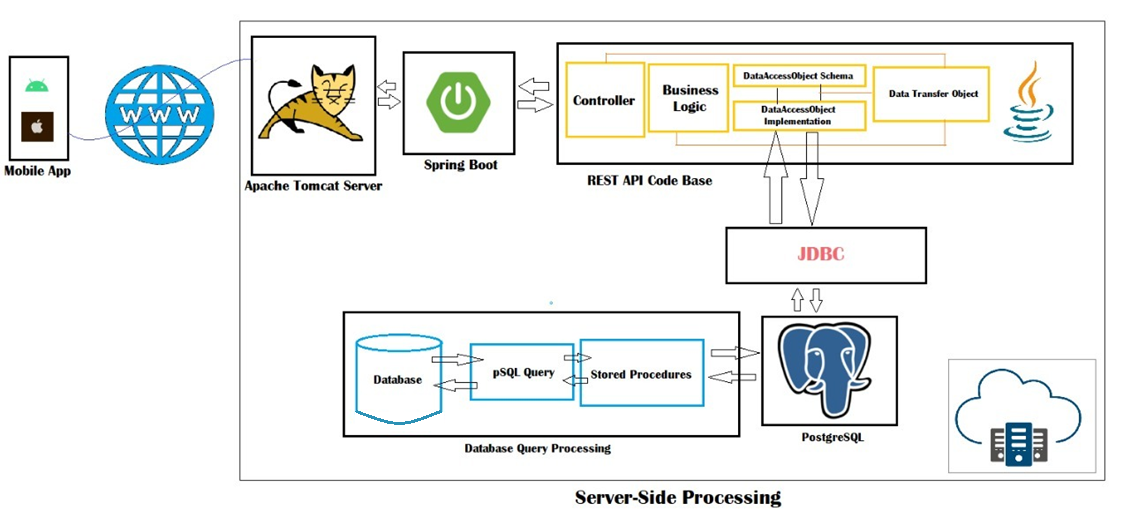 Mobile App
WWW
Apache Tomcat Server
Spring Boot
Controller
Business
Logic
DataAccessObject Schema
DataAccessObject
Implementation
Data Transfer Object
REST API Code Base
JDBC
Database
pSQL Query
Stored Procedures
Database Query Processing
PostgreSQL
Server-Side Processing